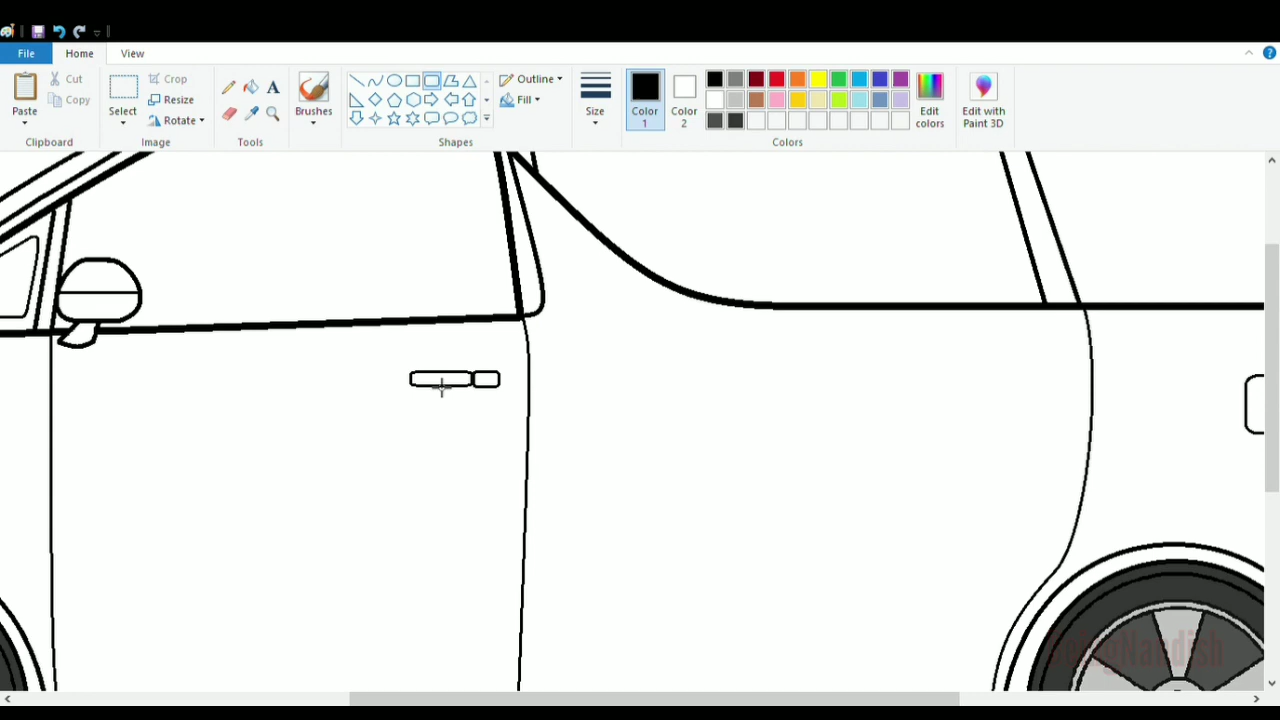 File Home View
Paste
Cut
Copy
Clipboard
Select
Crop
Resize
Rotate
Image
A
Tools
Brushes
Shapes
Outline
Fill
Size
Color 1
Color 2
Edit colors
Colors
Edit with Paint 3D
BeingNandish